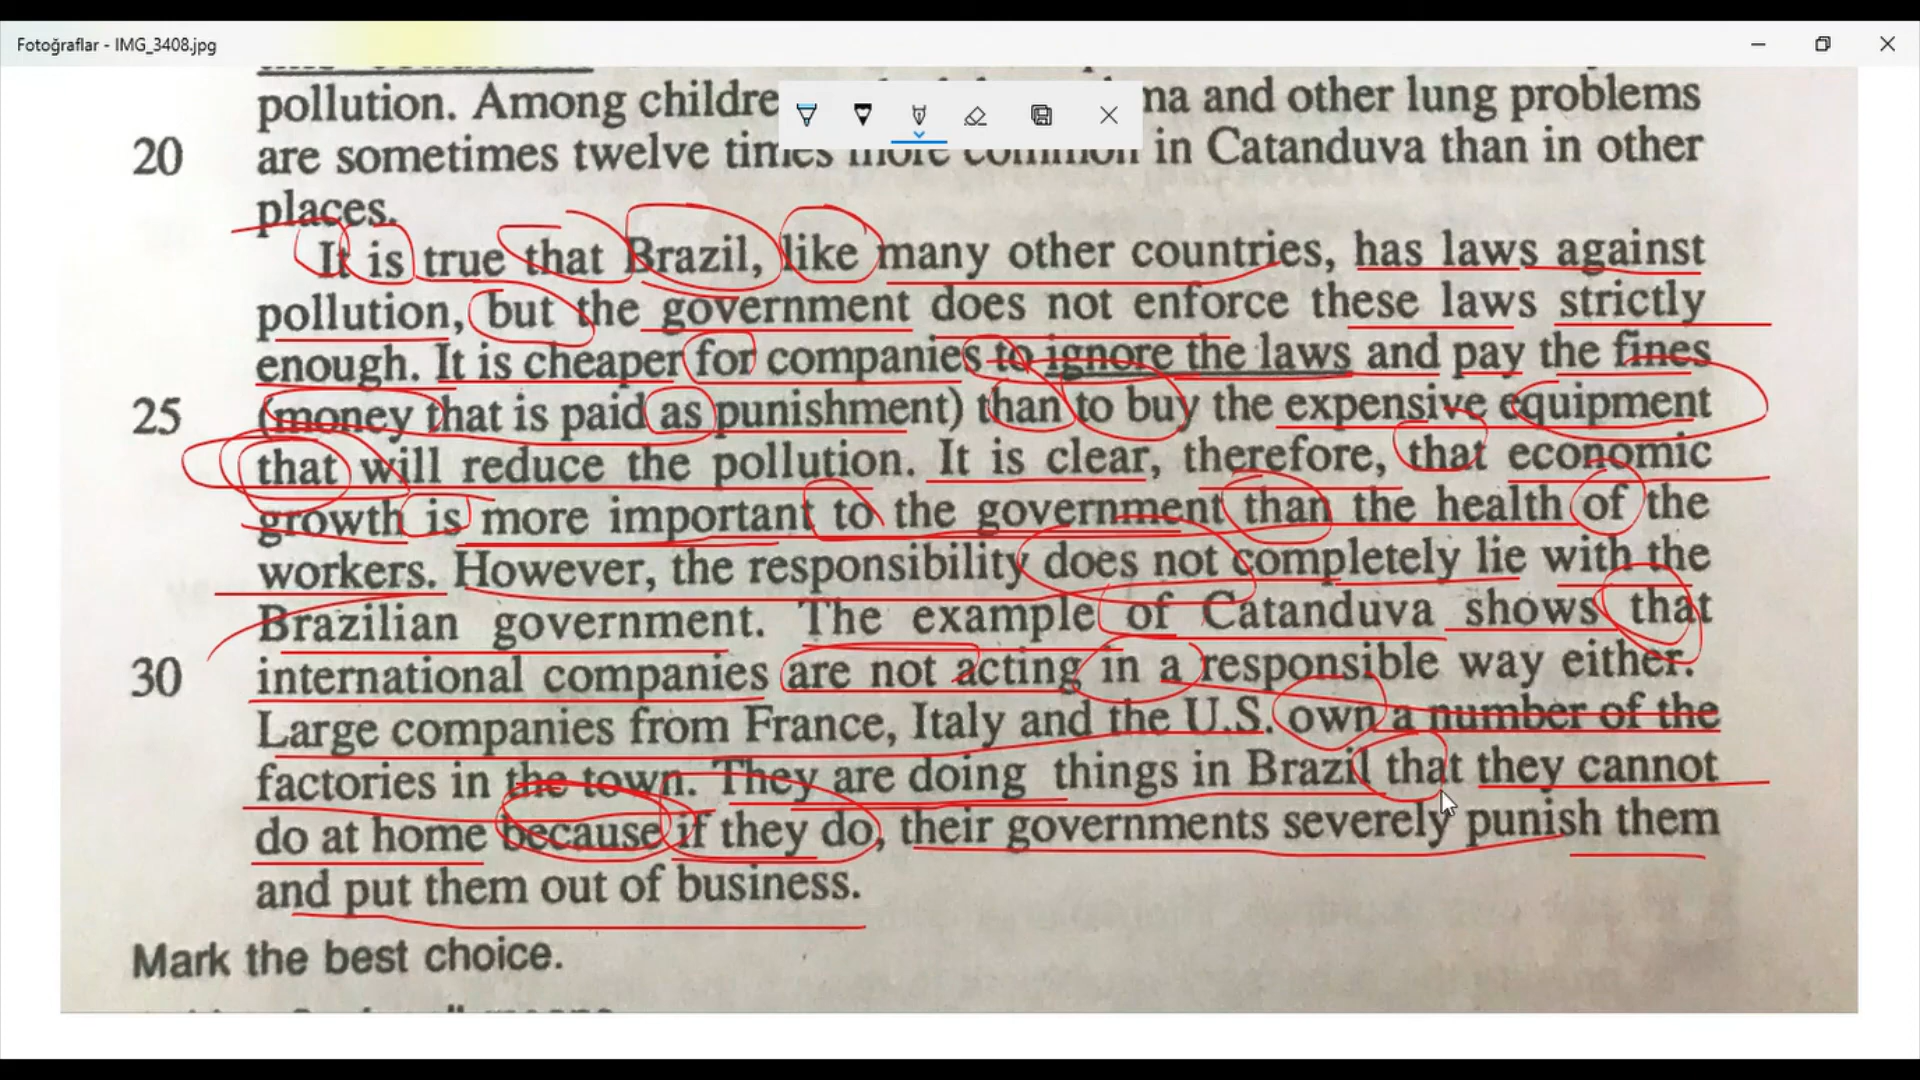 Fotoğraflar - IMG_3408.jpg
pollution. Among and other lung problems
20 are sometimes twelve times more common in Catanduva than in other
places.
It is true that Brazil, like many other countries, has laws against
pollution, but the government does not enforce these laws strictly
enough. It is cheaper for companies to ignore the laws and pay the fines
25 (money that is paid as punishment) than to buy the expensive equipment
that will reduce the pollution. It is clear, therefore, that economic
growth is more important to the government than the health of the
workers. However, the responsibility does not completely lie with the
Brazilian government. The example of Catanduva shows that
30 international companies are not acting in a responsible way either.
Large companies from France, Italy and the U.S. own a number of the
factories in the town. They are doing things in Brazil that they cannot
do at home because if they do, their governments severely punish them
and put them out of business.
Mark the best choice.